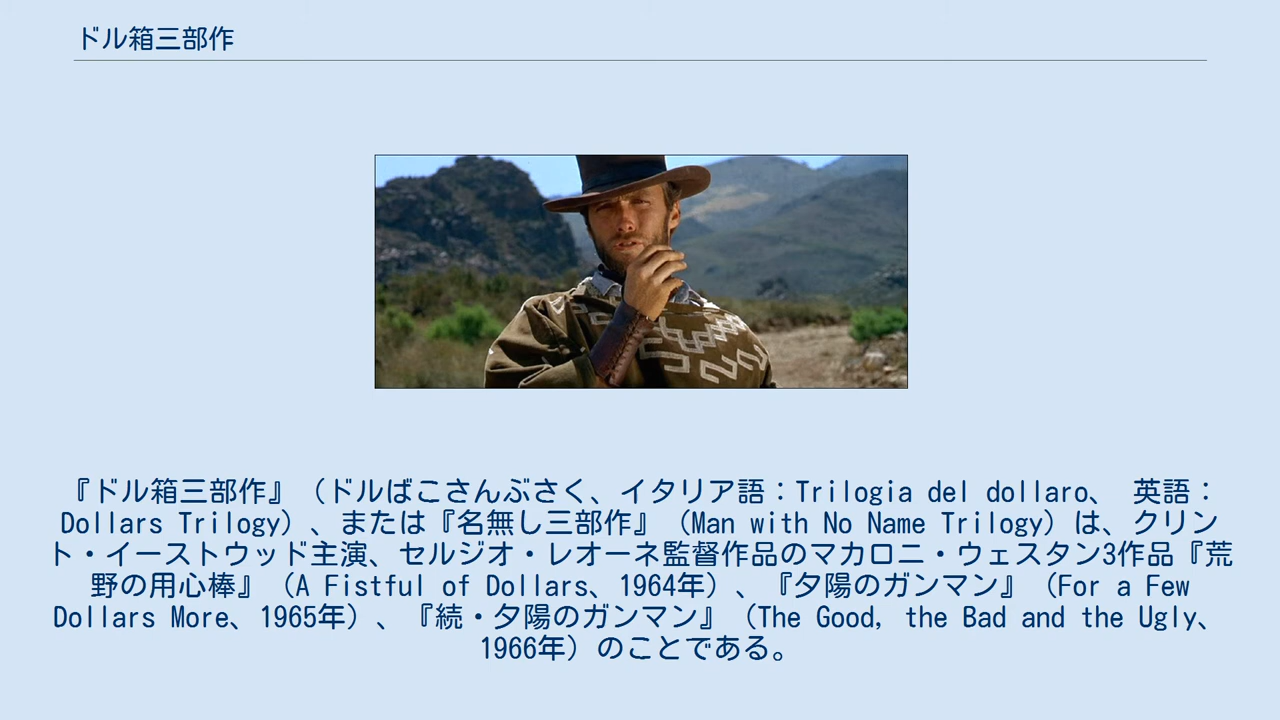 ドル箱三部作
『ドル箱三部作』（ドルばこさんぶさく、イタリア語：Trilogia del dollaro、 英語：
Dollars Trilogy）、または『名無し三部作』（Man with No Name Trilogy）は、クリン
ト・イーストウッド主演、セルジオ・レオーネ監督作品のマカロニ・ウェスタン3作品『荒
野の用心棒』（A Fistful of Dollars、1964年）、『夕陽のガンマン』（For a Few
Dollars More、1965年）、『続・夕陽のガンマン』（The Good, the Bad and the Ugly、
1966年）のことである。